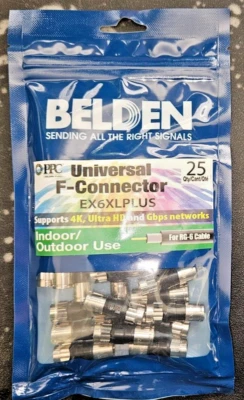 BELDEN
SENDING ALL THE RIGHT SIGNALS
PPC Universal 25
F-Connector Qty/Cant/Ctd
EX6XLPLUS
Supports 4K, Ultra HD and Gbps networks
Indoor/
Outdoor Use For RG-6 Cable